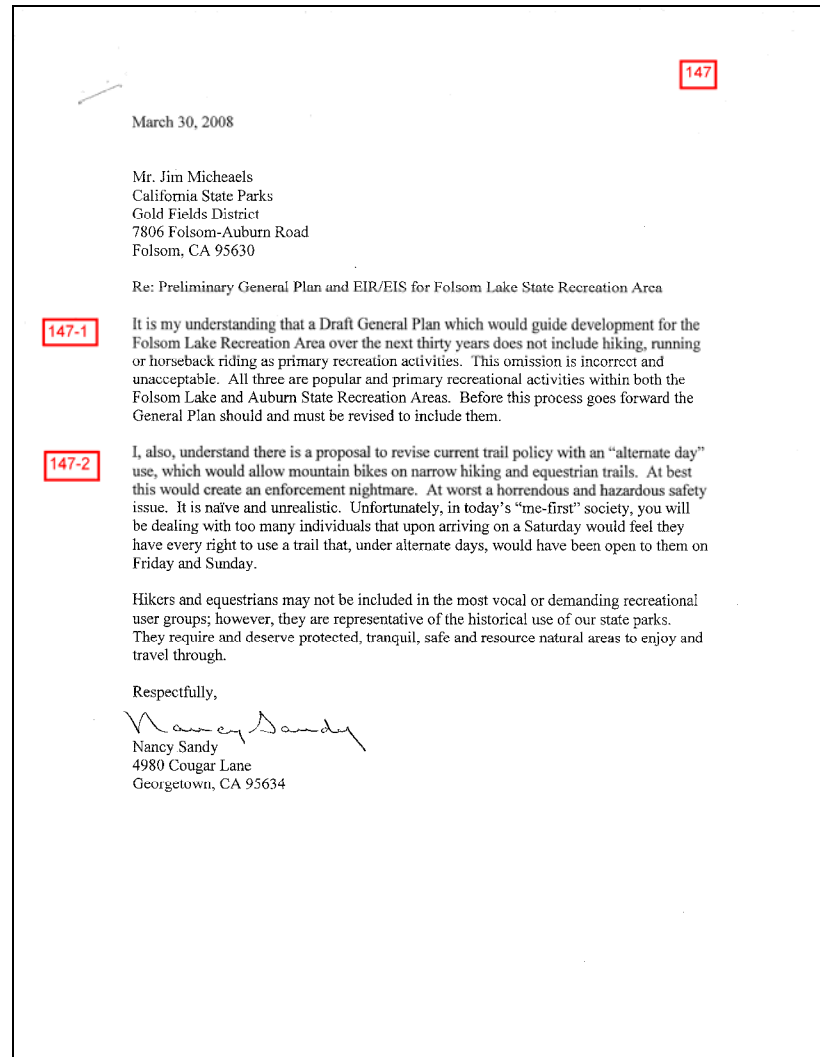 147
March 30, 2008
Mr. Jim Micheaels
California State Parks
Gold Fields District
7806 Folsom-Auburn Road
Folsom, CA 95630
Re: Preliminary General Plan and EIR/EIS for Folsom Lake State Recreation Area
147-1
It is my understanding that a Draft General Plan which would guide development for the
Folsom Lake Recreation Area over the next thirty years does not include hiking, running
or horseback riding as primary recreation activities. This omission is incorrect and
unacceptable. All three are popular and primary recreational activities within both the
Folsom Lake and Auburn State Recreation Areas. Before this process goes forward the
General Plan should and must be revised to include them.
147-2
I, also, understand there is a proposal to revise current trail policy with an “alternate day”
use, which would allow mountain bikes on narrow hiking and equestrian trails. At best
this would create an enforcement nightmare. At worst a horrendous and hazardous safety
issue. It is naïve and unrealistic. Unfortunately, in today’s “me-first” society, you will
be dealing with too many individuals that upon arriving on a Saturday would feel they
have every right to use a trail that, under alternate days, would have been open to them on
Friday and Sunday.
Hikers and equestrians may not be included in the most vocal or demanding recreational
user groups; however, they are representative of the historical use of our state parks.
They require and deserve protected, tranquil, safe and resource natural areas to enjoy and
travel through.
Respectfully,
Nancy Sandy
Nancy Sandy
4980 Cougar Lane
Georgetown, CA 95634